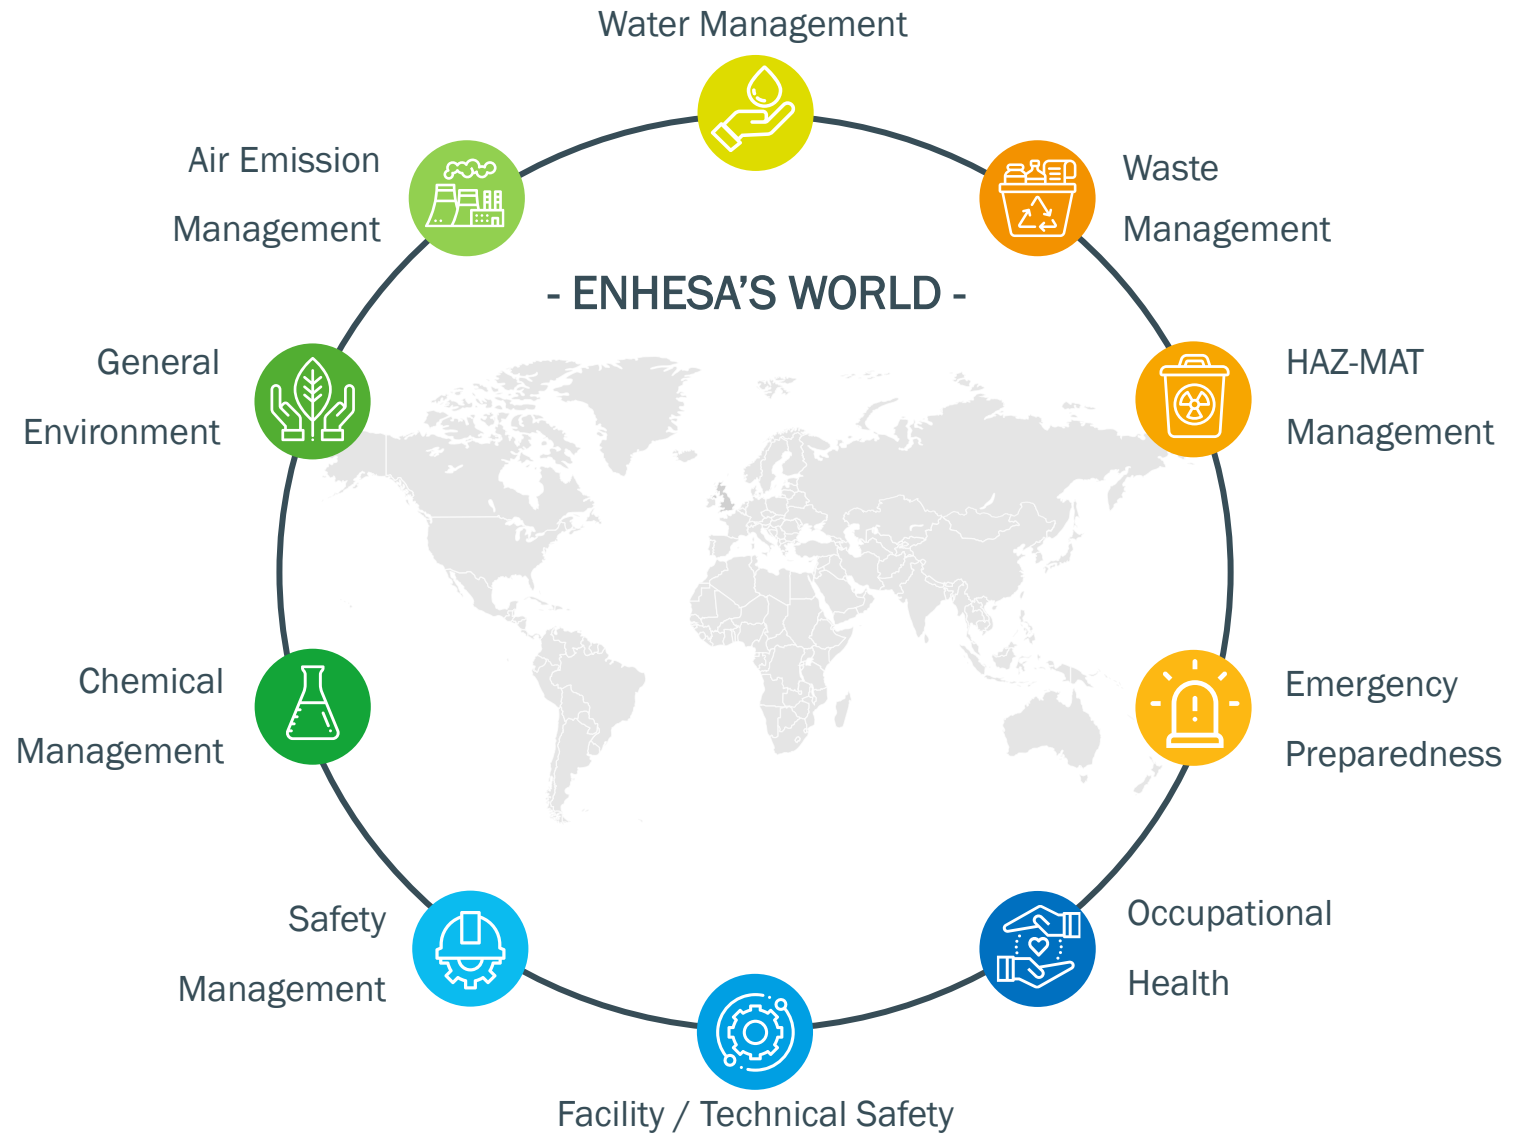 Water Management
Air Emission
Management
Waste
Management
- ENHESA'S WORLD -
General
Environment
HAZ-MAT
Management
Chemical
Management
Emergency
Preparedness
Safety
Management
Occupational
Health
Facility / Technical Safety